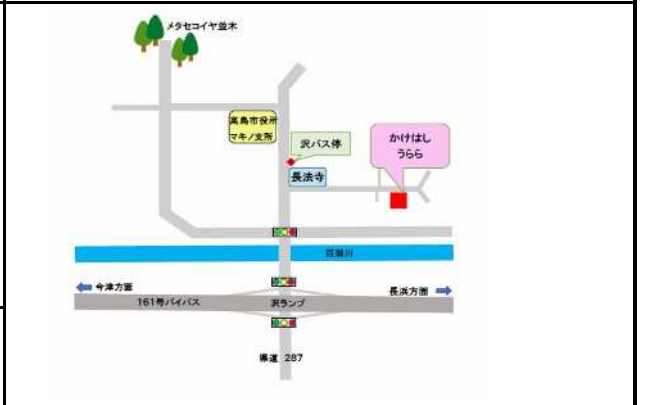 メタセコイヤ並木
高島市役所
マキノ支所
沢バス停
かけはし
うらら
長法寺
百瀬川
今津方面
長浜方面
161号バイパス
沢ランプ
県道 287